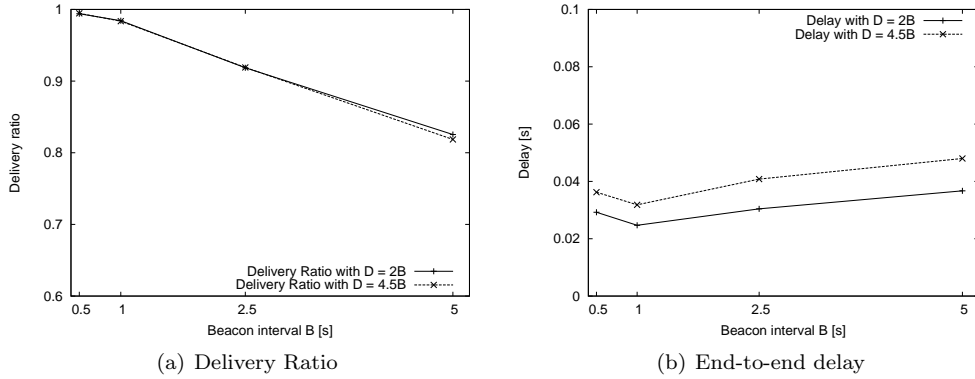 1
0.9
0.8
0.7
0.6
Delivery ratio
Delivery Ratio with D = 2B
Delivery Ratio with D = 4.5B
0.5 1 2.5 5
Beacon interval B [s]
(a) Delivery Ratio
0.1
0.08
0.06
0.04
0.02
0
Delay [s]
Delay with D = 2B
Delay with D = 4.5B
0.5 1 2.5 5
Beacon interval B [s]
(b) End-to-end delay